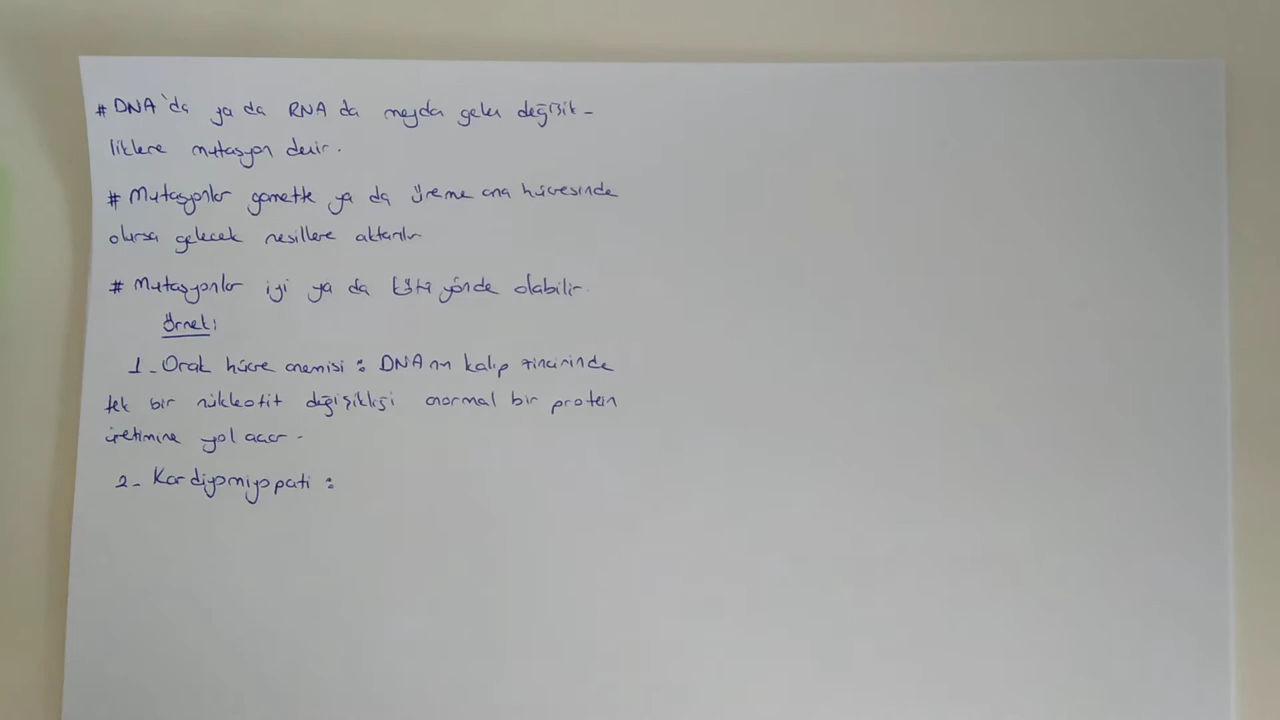 # DNA'da ya da RNA da meyda gelen değişik-
liklere mutasyon denir.
# Mutasyonlar gamette ya da üreme ana hücresinde
olursa gelecek nesillere aktarılır
# Mutasyonlar iyi ya da kötü yönde olabilir.
Örnek:
1- Orak hücre anemisi : DNA nın kalıp zincirinde
tek bir nükleotit değişikliği anormal bir protein
üretimine yol açar.
2- Kardiyomiyopati :